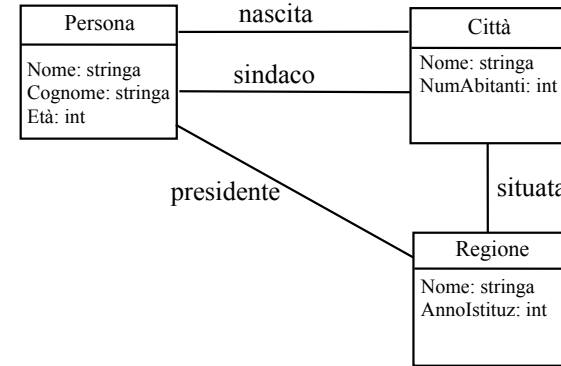 Persona
Nome: stringa
Cognome: stringa
Età: int
nascita
sindaco
Città
Nome: stringa
NumAbitanti: int
presidente
situata
Regione
Nome: stringa
AnnoIstituz: int